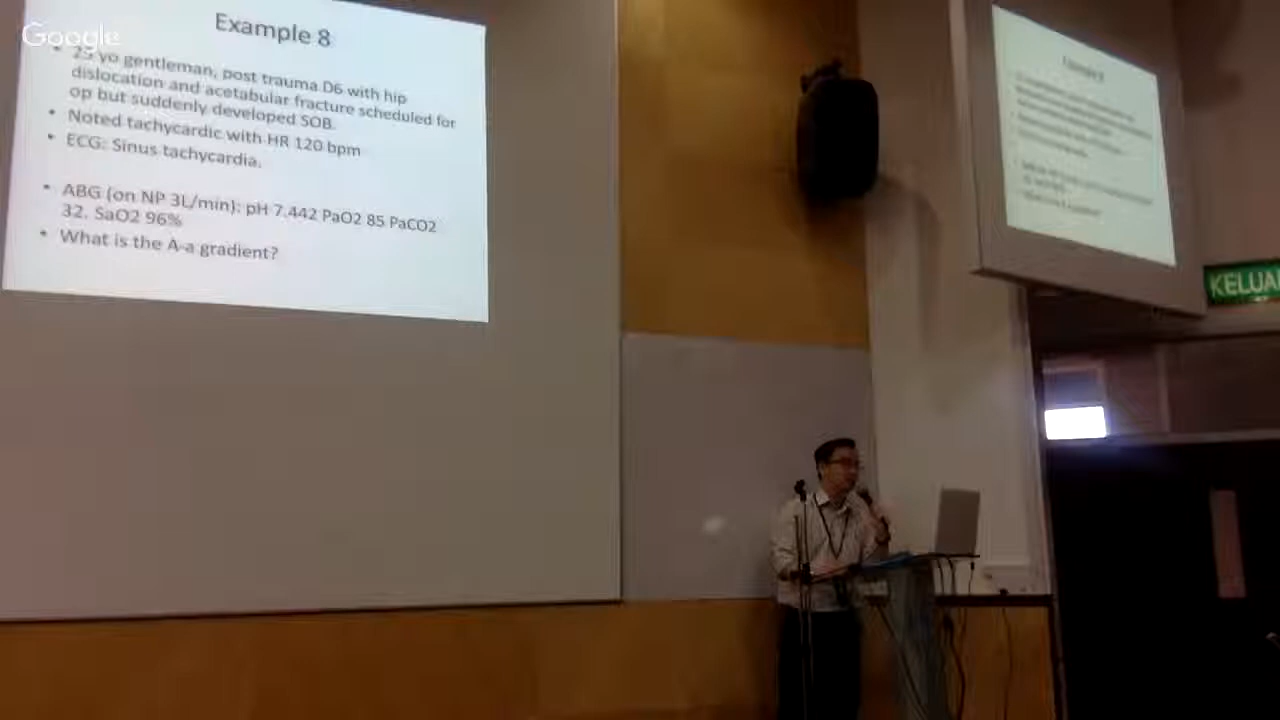 Google
Example 8
• 25 yo gentleman, post trauma D6 with hip
dislocation and acetabular fracture scheduled for
op but suddenly developed SOB.
• Noted tachycardic with HR 120 bpm
• ECG: Sinus tachycardia.
• ABG (on NP 3L/min): pH 7.442 PaO2 85 PaCO2
32. SaO2 96%
• What is the A-a gradient?
Example 8
KELUA